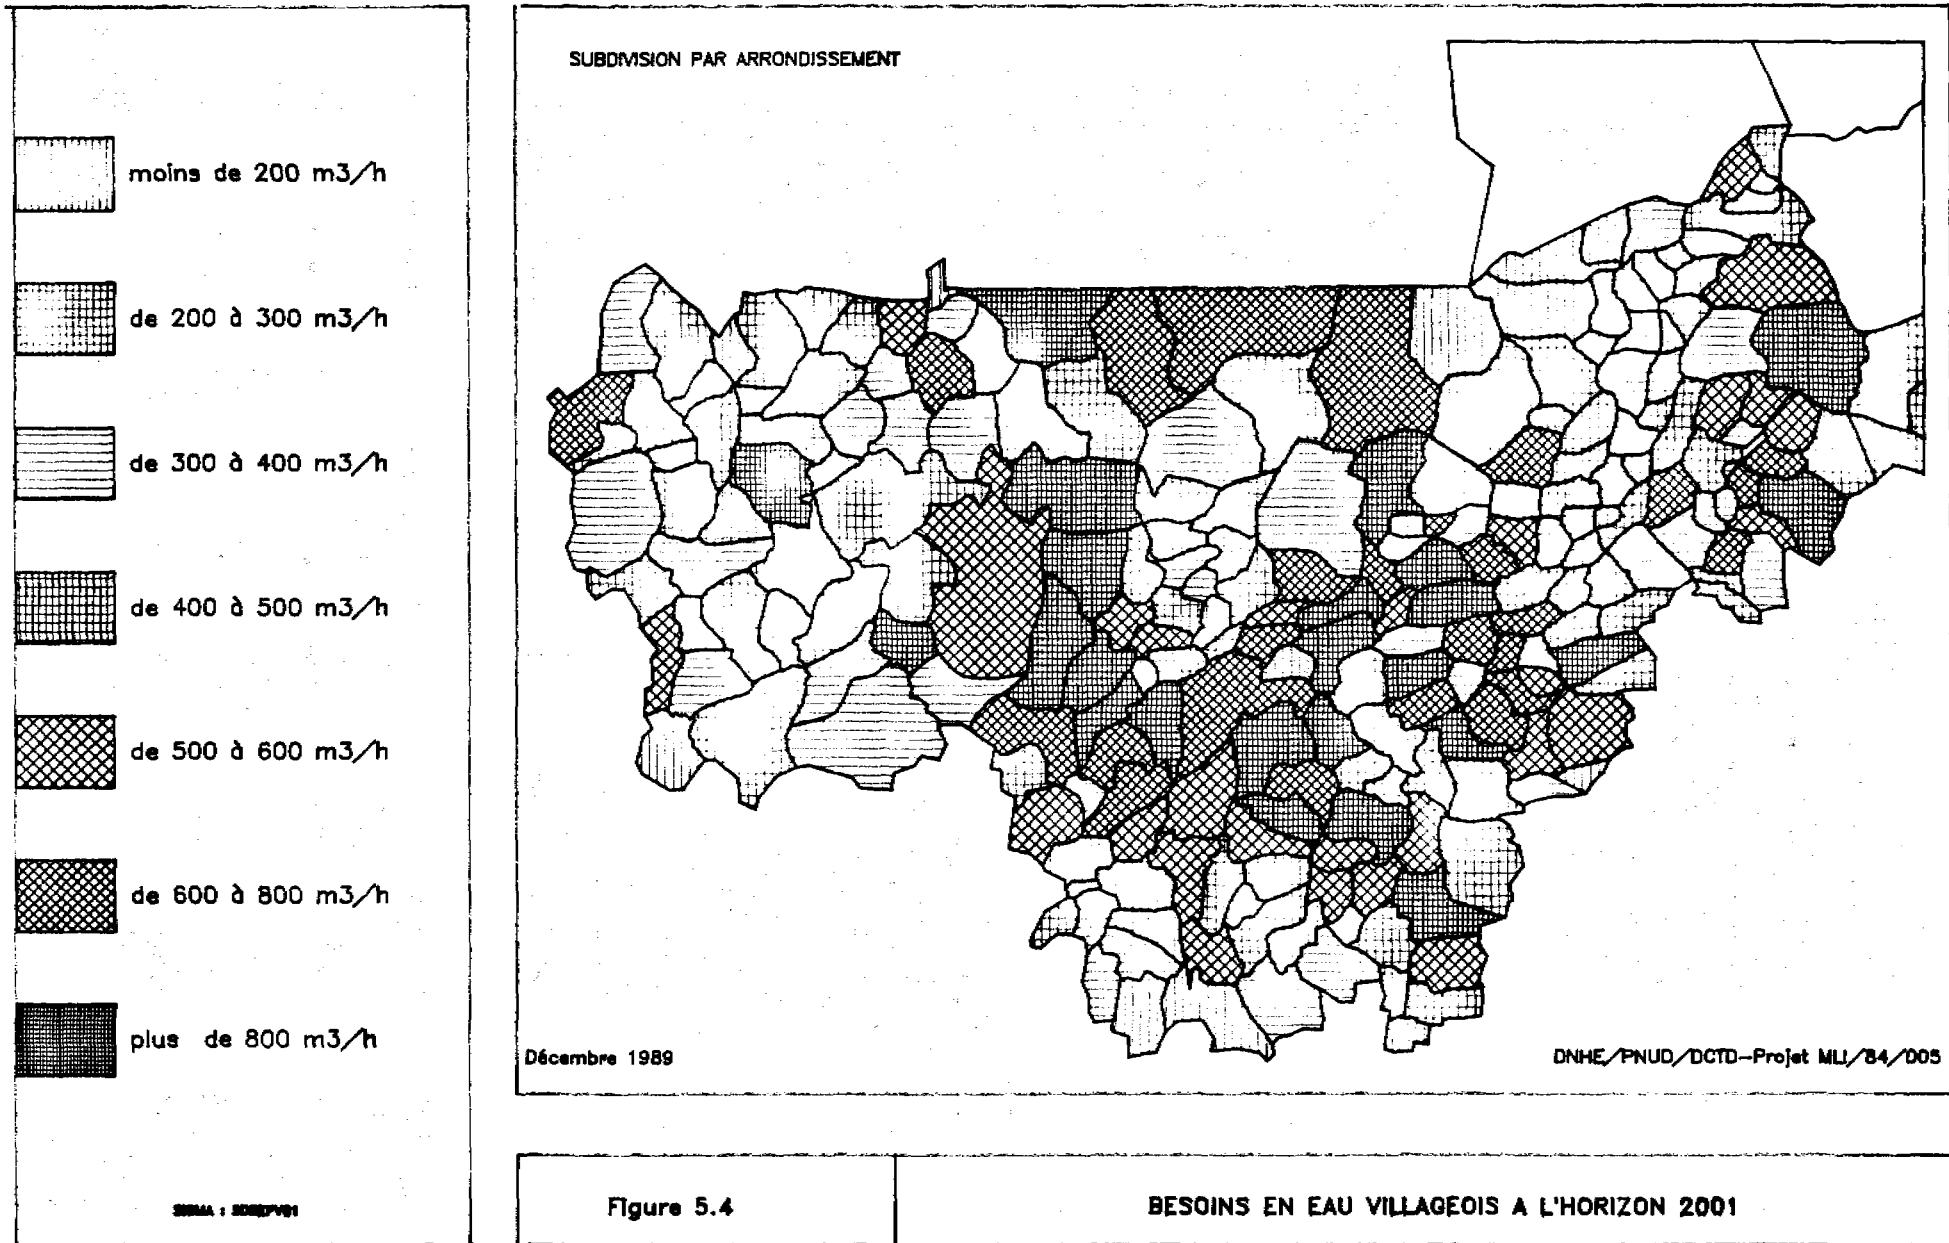 SUBDIVISION PAR ARRONDISSEMENT
moins de 200 m3/h
de 200 à 300 m3/h
de 300 à 400 m3/h
de 400 à 500 m3/h
de 500 à 600 m3/h
de 600 à 800 m3/h
plus de 800 m3/h
Décembre 1989
DNHE/PNUD/DCTD-Projet MLI/84/005
Figure 5.4
BESOINS EN EAU VILLAGEOIS A L'HORIZON 2001